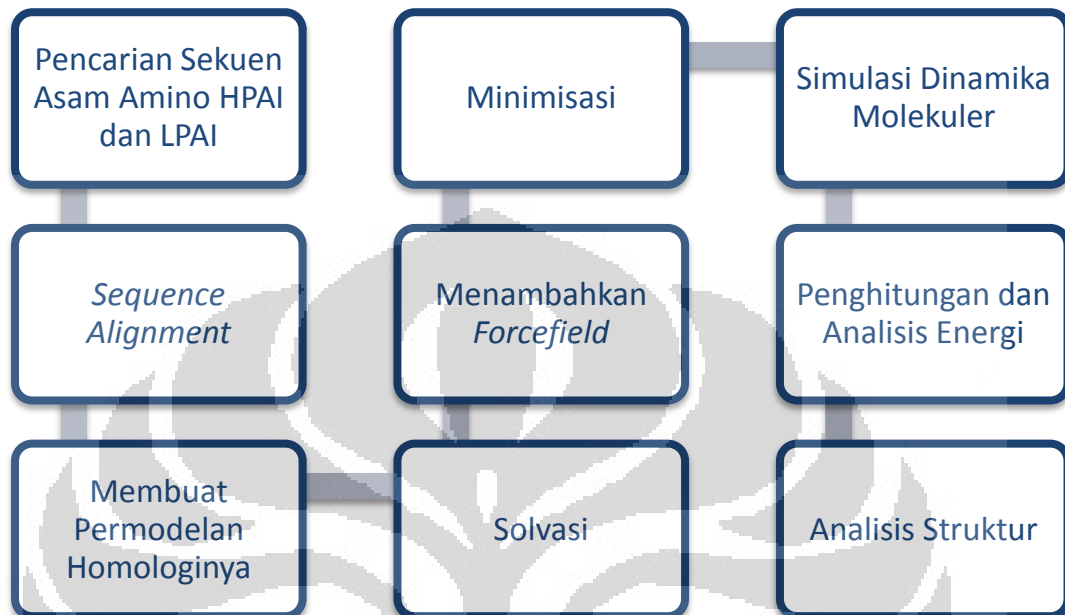 Pencarian Sekuen
Asam Amino HPAI
dan LPAI
Sequence
Alignment
Membuat
Permodelan
Homologinya
Solvasi
Menambahkan
Forcefield
Minimisasi
Simulasi Dinamika
Molekuler
Penghitungan dan
Analisis Energi
Analisis Struktur